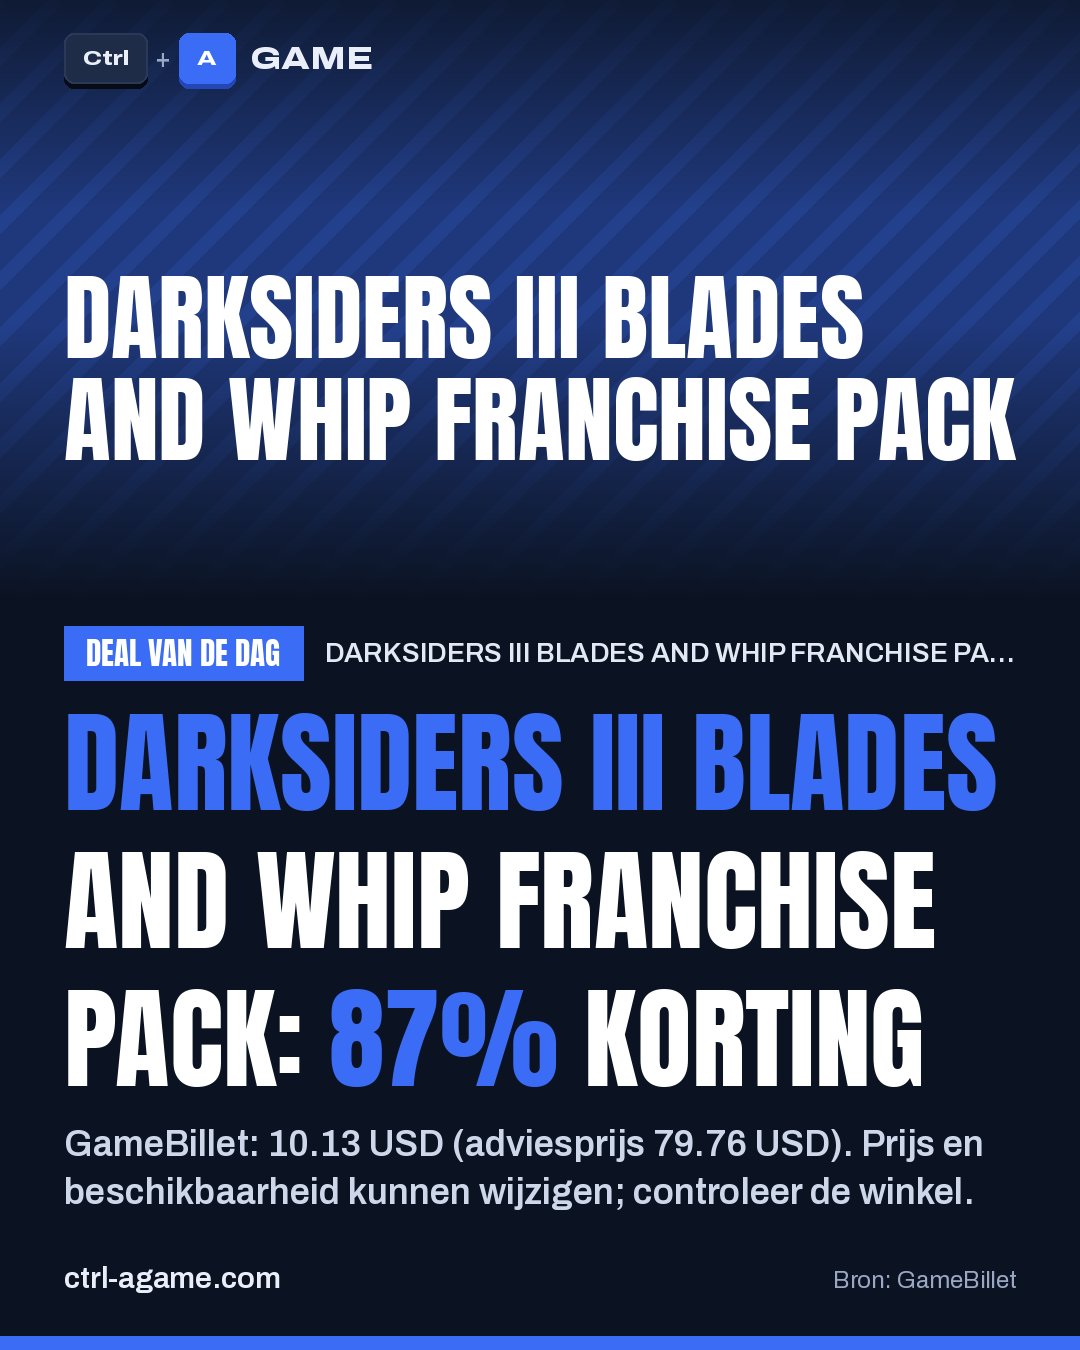 Ctrl + A GAME
DARKSIDERS III BLADES
AND WHIP FRANCHISE PACK
DEAL VAN DE DAG DARKSIDERS III BLADES AND WHIP FRANCHISE PA...
DARKSIDERS III BLADES
AND WHIP FRANCHISE
PACK: 87% KORTING
GameBillet: 10.13 USD (adviesprijs 79.76 USD). Prijs en
beschikbaarheid kunnen wijzigen; controleer de winkel.
ctrl-agame.com Bron: GameBillet